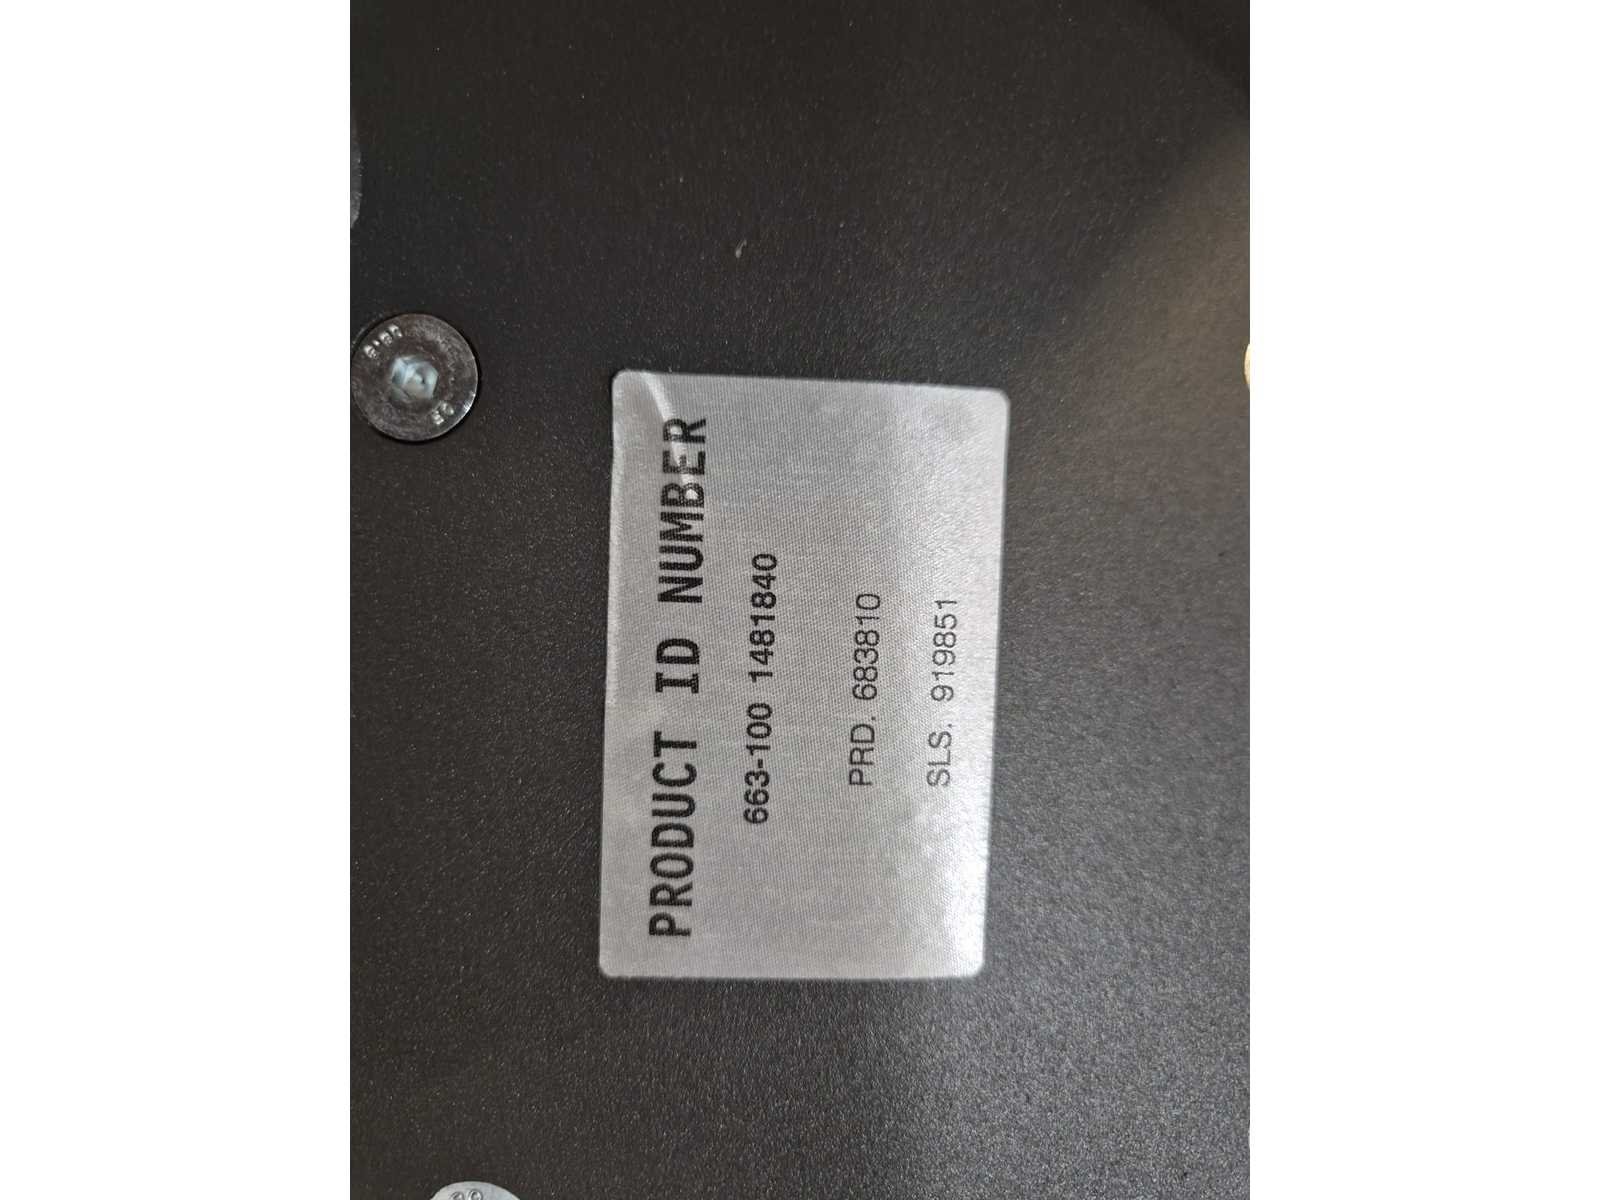 PRODUCT ID NUMBER
663-100 1481840
PRD. 683810
SLS. 919851